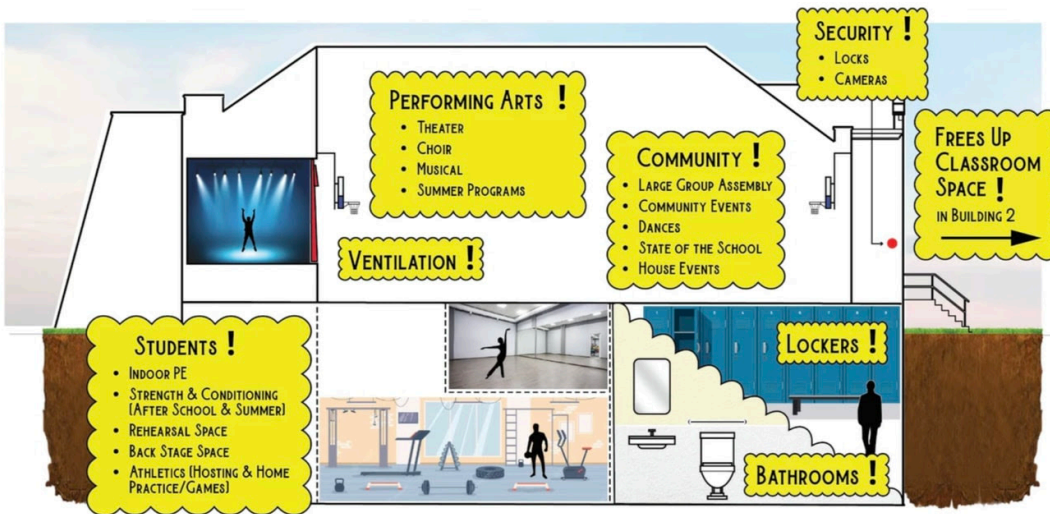 Security !
• Locks
• Cameras
Performing Arts !
• Theater
• Choir
• Musical
• Summer Programs
Community !
• Large Group Assembly
• Community Events
• Dances
• State of the School
• House Events
Frees Up
Classroom
Space !
in Building 2
Ventilation !
Students !
• Indoor PE
• Strength & Conditioning
(After School & Summer)
• Rehearsal Space
• Back Stage Space
• Athletics (Hosting & Home
Practice/Games)
Lockers !
Bathrooms !